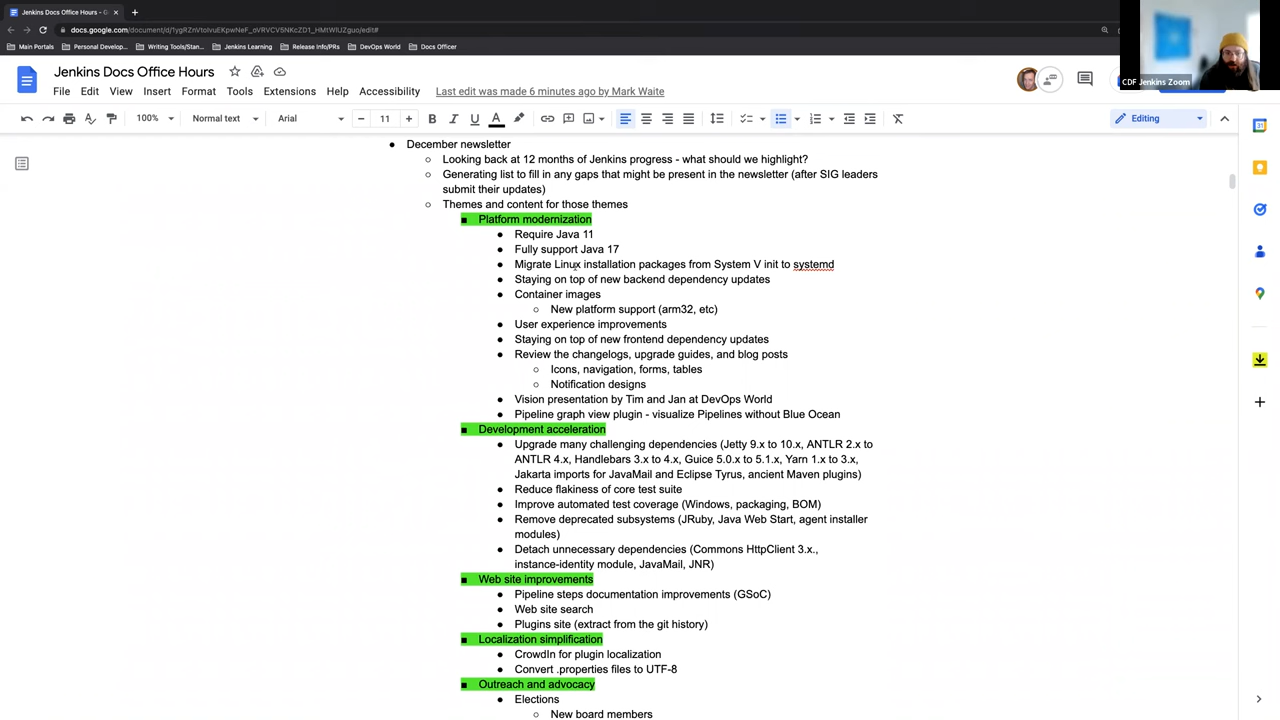 Jenkins Docs Office Hours - G
docs.google.com/document/d/
Main Portals
Personal Develop...
Writing Tools/Stan...
Jenkins Learning
Release Info/PRs
DevOps World
Docs Officer
CDF Jenkins Zoom
Jenkins Docs Office Hours
File Edit View Insert Format Tools Extensions Help Accessibility Last edit was made 6 minutes ago by Mark Waite
100% Normal text Arial 11 Editing
December newsletter
Looking back at 12 months of Jenkins progress - what should we highlight?
Generating list to fill in any gaps that might be present in the newsletter (after SIG leaders
submit their updates)
Themes and content for those themes
Platform modernization
Require Java 11
Fully support Java 17
Migrate Linux installation packages from System V init to systemd
Staying on top of new backend dependency updates
Container images
New platform support (arm32, etc)
User experience improvements
Staying on top of new frontend dependency updates
Review the changelogs, upgrade guides, and blog posts
Icons, navigation, forms, tables
Notification designs
Vision presentation by Tim and Jan at DevOps World
Pipeline graph view plugin - visualize Pipelines without Blue Ocean
Development acceleration
Upgrade many challenging dependencies (Jetty 9.x to 10.x, ANTLR 2.x to
ANTLR 4.x, Handlebars 3.x to 4.x, Guice 5.0.x to 5.1.x, Yarn 1.x to 3.x,
Jakarta imports for JavaMail and Eclipse Tyrus, ancient Maven plugins)
Reduce flakiness of core test suite
Improve automated test coverage (Windows, packaging, BOM)
Remove deprecated subsystems (JRuby, Java Web Start, agent installer
modules)
Detach unnecessary dependencies (Commons HttpClient 3.x.,
instance-identity module, JavaMail, JNR)
Web site improvements
Pipeline steps documentation improvements (GSoC)
Web site search
Plugins site (extract from the git history)
Localization simplification
CrowdIn for plugin localization
Convert .properties files to UTF-8
Outreach and advocacy
Elections
New board members